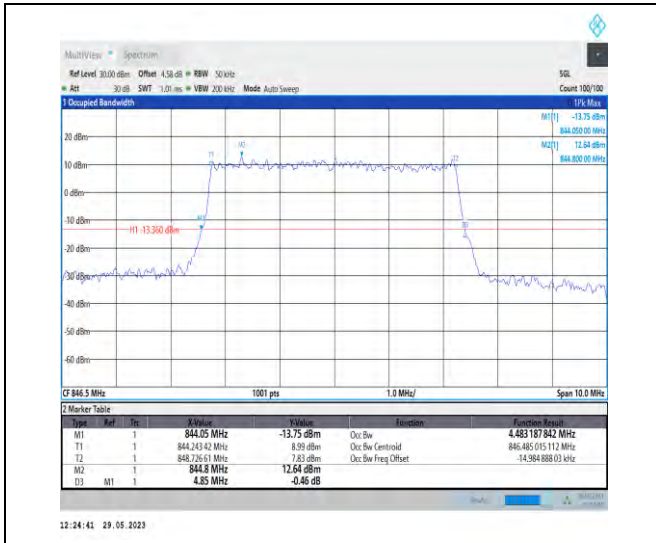 MultiView Spectrum
Ref Level 30.00 dBm Offset 4.58 dB RBW 50 kHz SGL
Att 30 dB SWT 1.01 ms VBW 200 kHz Mode Auto Sweep Count 100/100
1 Occupied Bandwidth 1Pk Max
M1[1] -13.75 dBm
844.050 00 MHz
M2[1] 12.64 dBm
844.800 00 MHz
20 dBm
T1 M2 T2
10 dBm
0 dBm
-10 dBm
M1 D3
H1 -13.360 dBm
-20 dBm
-30 dBm
-40 dBm
-50 dBm
-60 dBm
CF 846.5 MHz 1001 pts 1.0 MHz/ Span 10.0 MHz
2 Marker Table
Type Ref Trc X-Value Y-Value Function Function Result
M1 1 844.05 MHz -13.75 dBm Occ Bw 4.483 187 842 MHz
T1 1 844.243 42 MHz 8.99 dBm Occ Bw Centroid 846.485 015 112 MHz
T2 1 848.726 61 MHz 7.83 dBm Occ Bw Freq Offset -14.984 888 03 kHz
M2 1 844.8 MHz 12.64 dBm
D3 M1 1 4.85 MHz -0.46 dB
12:24:41 29.05.2023